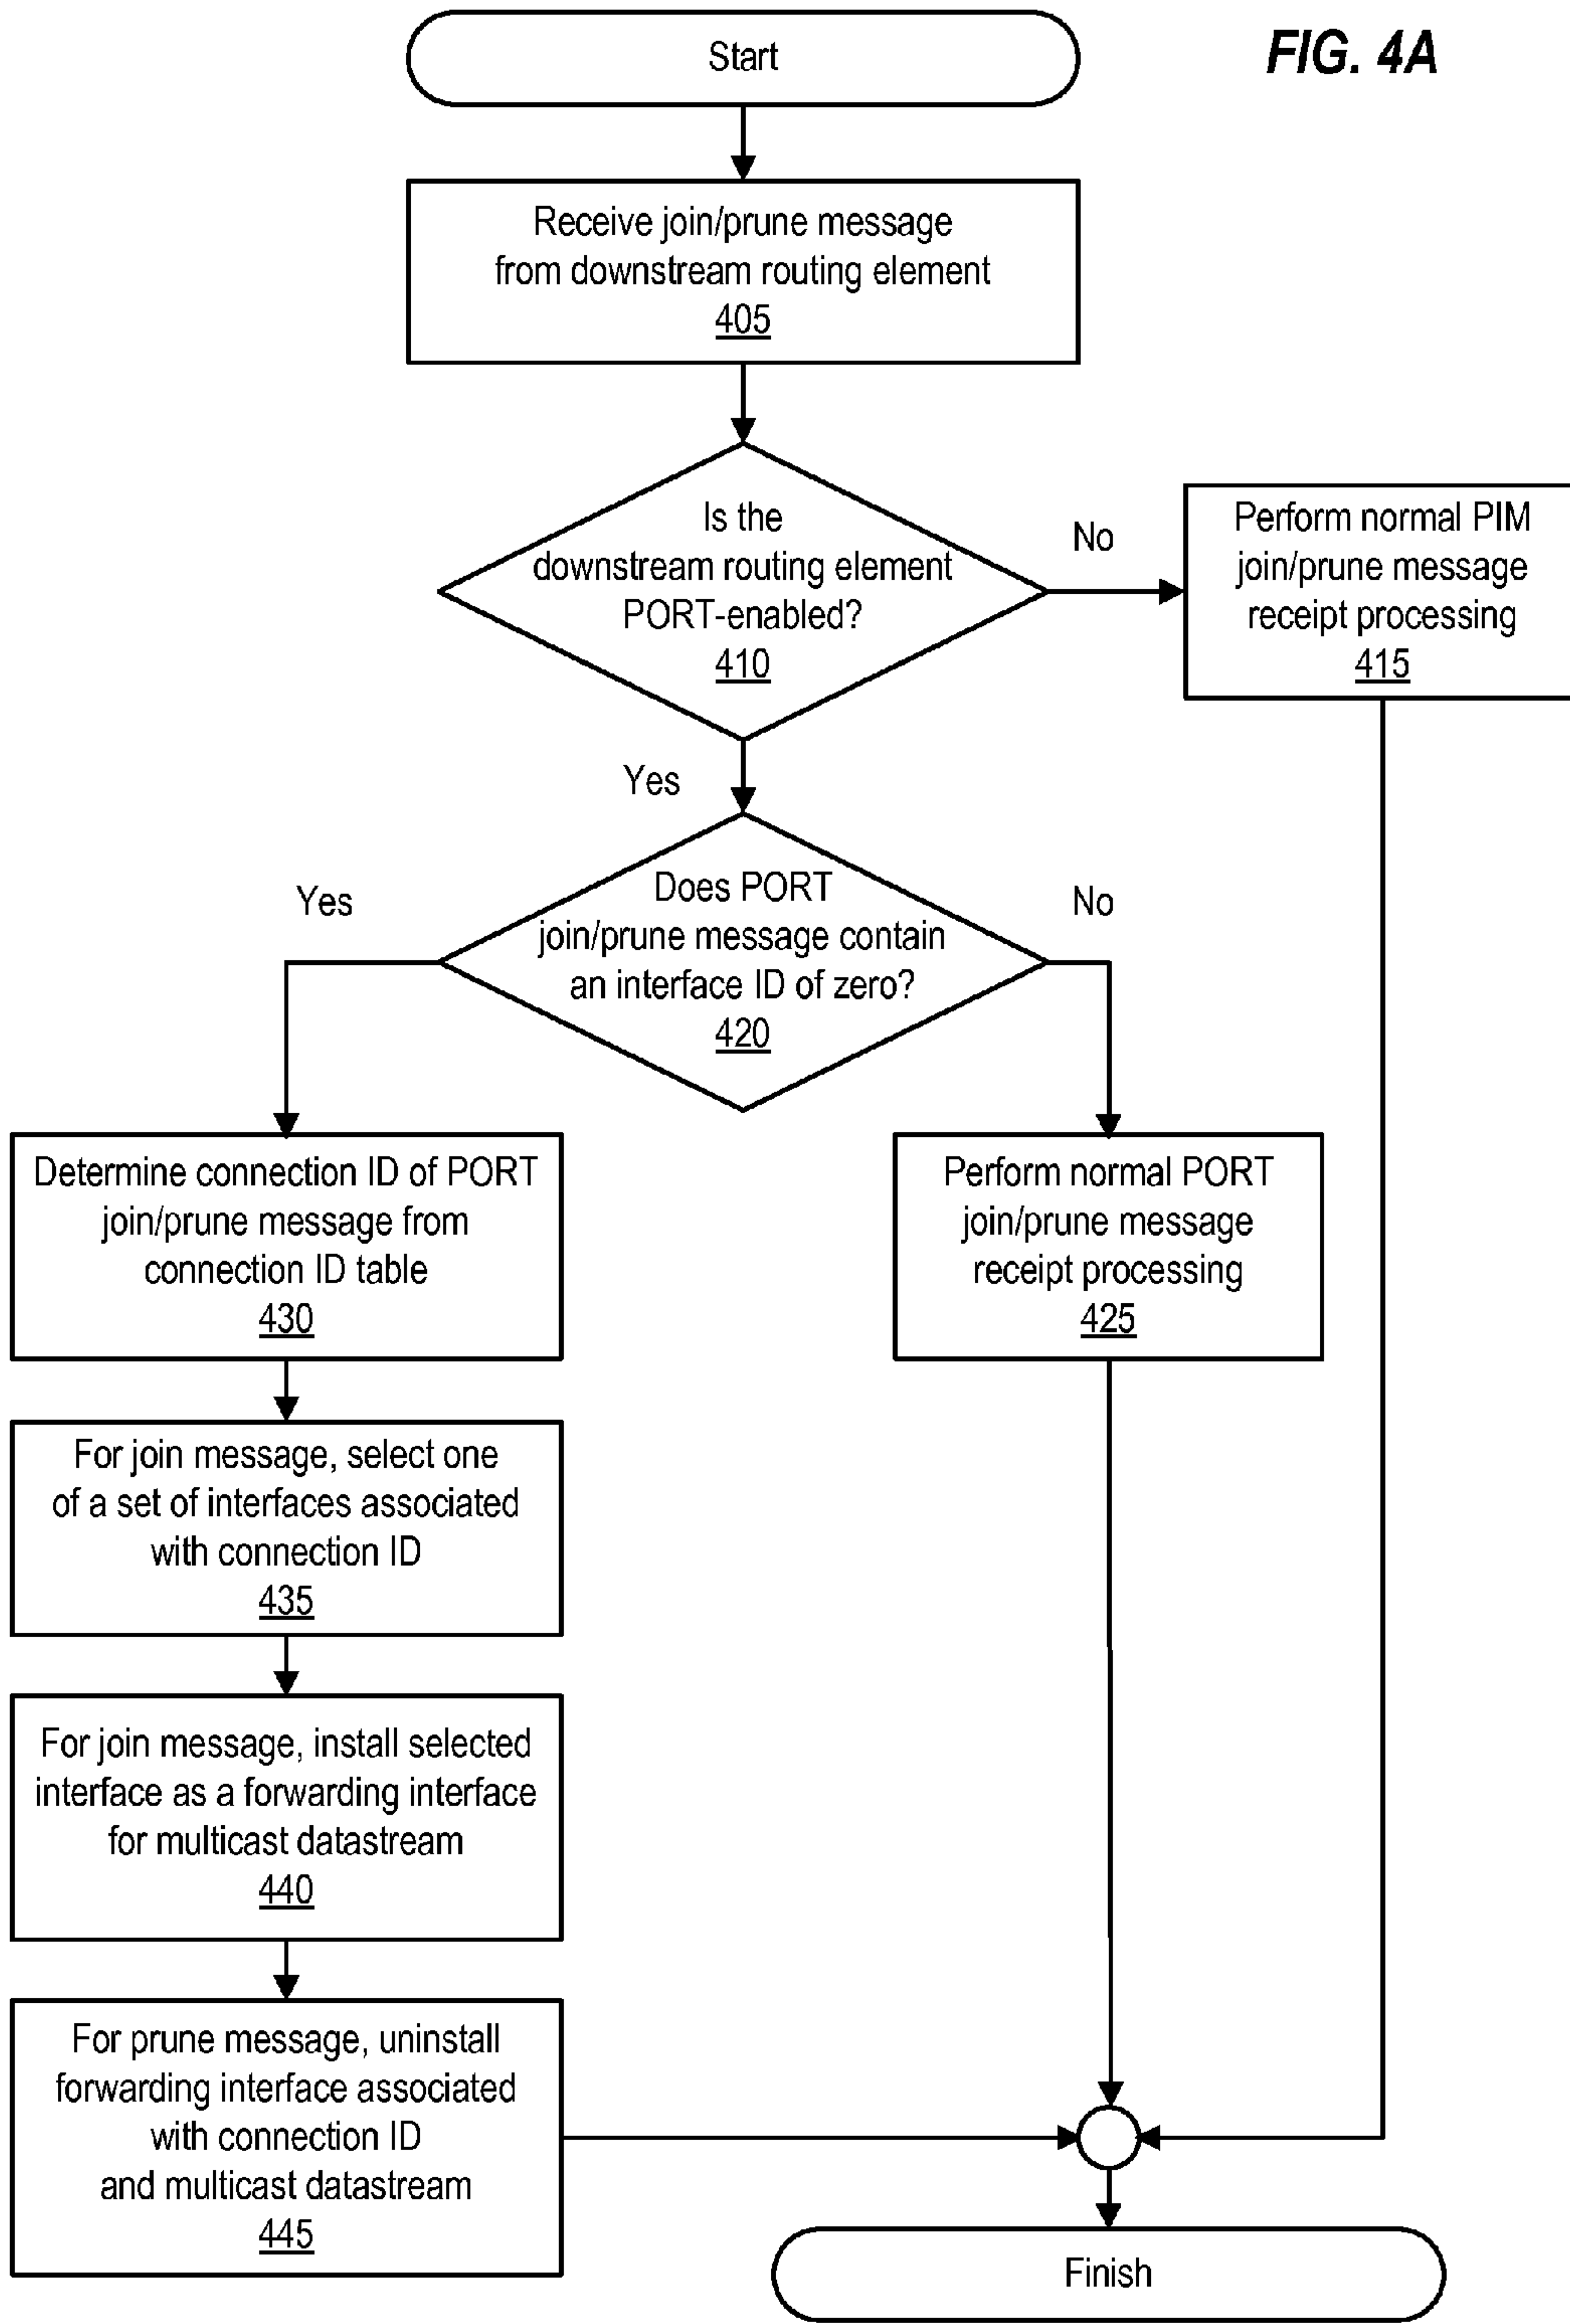 FIG. 4A
Start
Receive join/prune message
from downstream routing element
405
Is the
downstream routing element
PORT-enabled?
410
No
Perform normal PIM
join/prune message
receipt processing
415
Yes
Does PORT
join/prune message contain
an interface ID of zero?
420
Yes
No
Determine connection ID of PORT
join/prune message from
connection ID table
430
Perform normal PORT
join/prune message
receipt processing
425
For join message, select one
of a set of interfaces associated
with connection ID
435
For join message, install selected
interface as a forwarding interface
for multicast datastream
440
For prune message, uninstall
forwarding interface associated
with connection ID
and multicast datastream
445
Finish